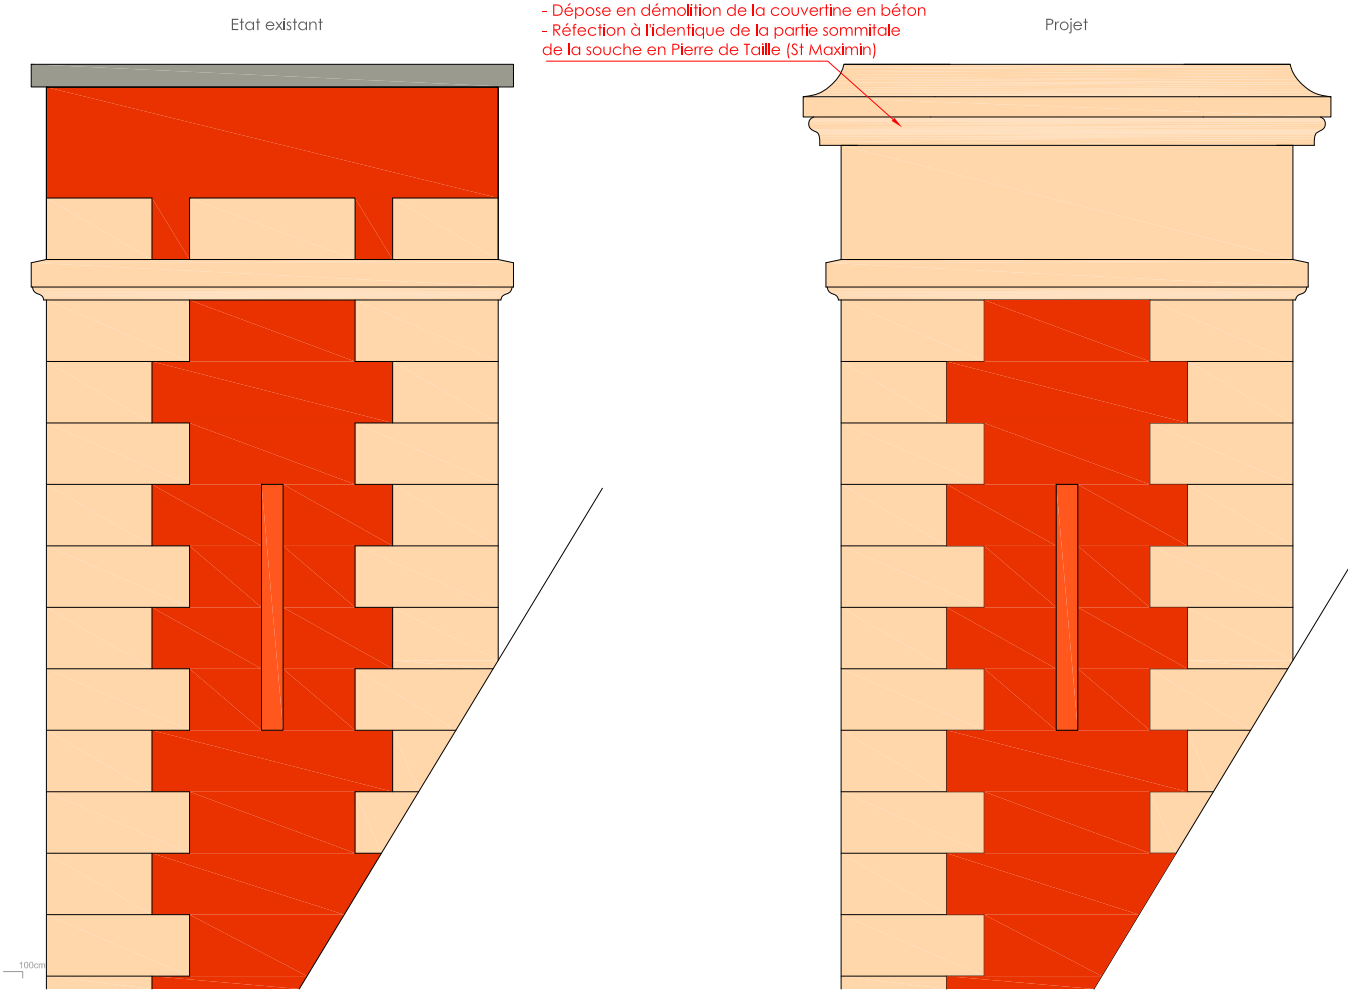 Etat existant
- Dépose en démolition de la couvertine en béton
- Réfection à l'identique de la partie sommitale
de la souche en Pierre de Taille (St Maximin)
Projet
100cm